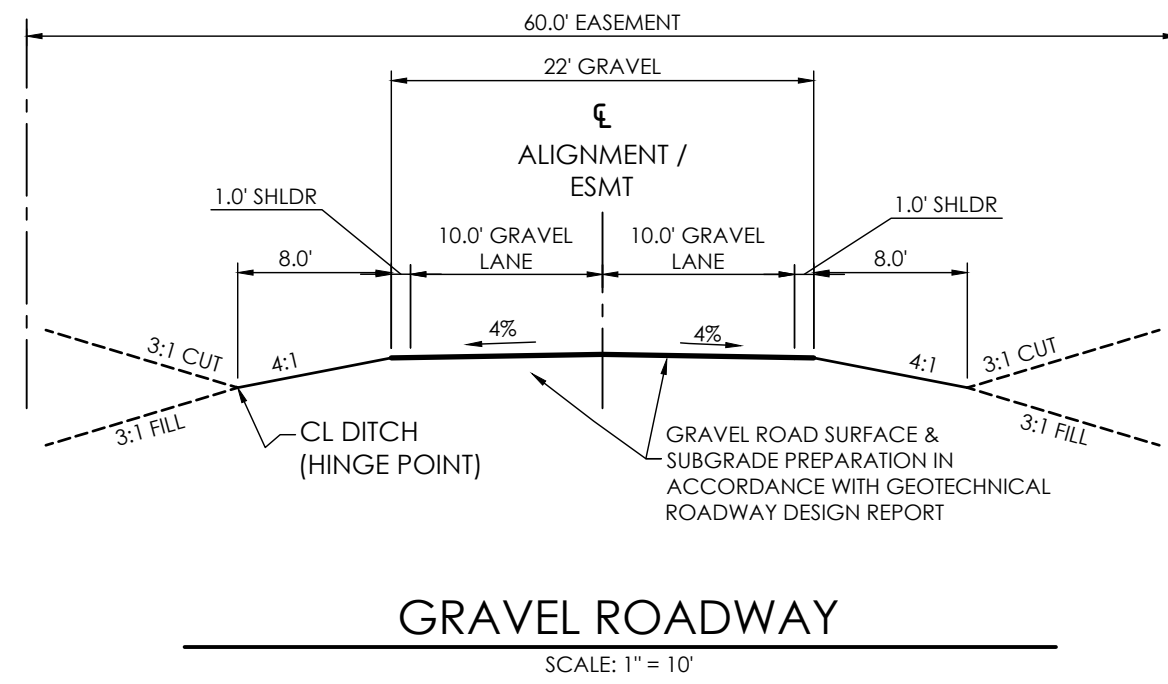 60.0' EASEMENT
22' GRAVEL
℄
ALIGNMENT /
ESMT
1.0' SHLDR
1.0' SHLDR
10.0' GRAVEL
LANE
10.0' GRAVEL
LANE
8.0'
8.0'
4%
4%
3:1 CUT
4:1
4:1
3:1 CUT
3:1 FILL
3:1 FILL
CL DITCH
(HINGE POINT)
GRAVEL ROAD SURFACE &
SUBGRADE PREPARATION IN
ACCORDANCE WITH GEOTECHNICAL
ROADWAY DESIGN REPORT
GRAVEL ROADWAY
SCALE: 1" = 10'